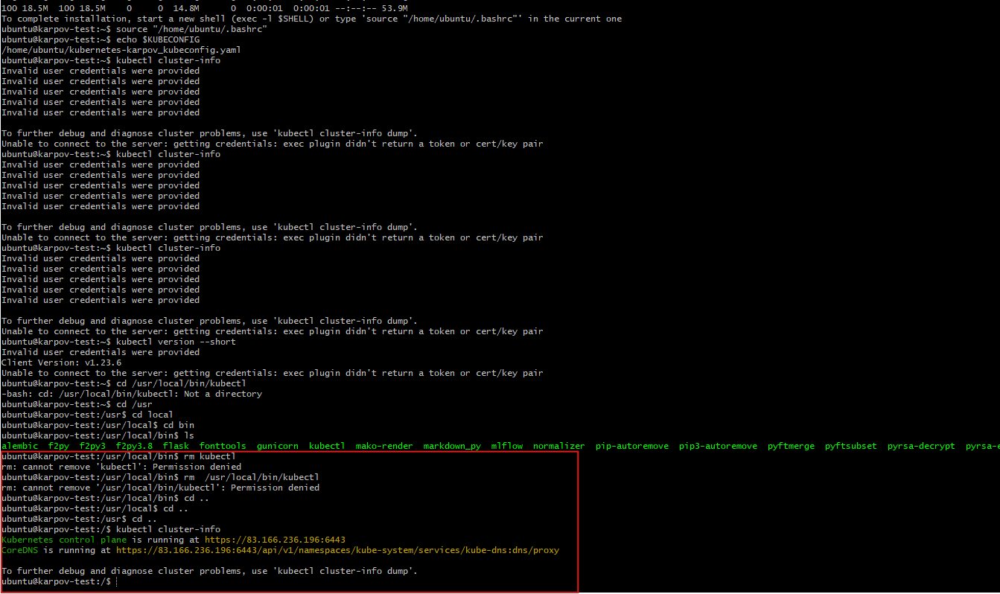 100 18.5M  100 18.5M    0     0  14.8M      0  0:00:01  0:00:01 --:--:-- 53.9M
To complete installation, start a new shell (exec -l $SHELL) or type 'source "/home/ubuntu/.bashrc"' in the current one
ubuntu@karpov-test:~$ source "/home/ubuntu/.bashrc"
ubuntu@karpov-test:~$ echo $KUBECONFIG
/home/ubuntu/kubernetes-karpov_kubeconfig.yaml
ubuntu@karpov-test:~$ kubectl cluster-info
Invalid user credentials were provided
Invalid user credentials were provided
Invalid user credentials were provided
Invalid user credentials were provided
Invalid user credentials were provided

To further debug and diagnose cluster problems, use 'kubectl cluster-info dump'.
Unable to connect to the server: getting credentials: exec plugin didn't return a token or cert/key pair
ubuntu@karpov-test:~$ kubectl cluster-info
Invalid user credentials were provided
Invalid user credentials were provided
Invalid user credentials were provided
Invalid user credentials were provided
Invalid user credentials were provided

To further debug and diagnose cluster problems, use 'kubectl cluster-info dump'.
Unable to connect to the server: getting credentials: exec plugin didn't return a token or cert/key pair
ubuntu@karpov-test:~$ kubectl cluster-info
Invalid user credentials were provided
Invalid user credentials were provided
Invalid user credentials were provided
Invalid user credentials were provided
Invalid user credentials were provided

To further debug and diagnose cluster problems, use 'kubectl cluster-info dump'.
Unable to connect to the server: getting credentials: exec plugin didn't return a token or cert/key pair
ubuntu@karpov-test:~$ kubectl version --short
Invalid user credentials were provided
Client Version: v1.23.6
Unable to connect to the server: getting credentials: exec plugin didn't return a token or cert/key pair
ubuntu@karpov-test:~$ cd /usr/local/bin/kubectl
-bash: cd: /usr/local/bin/kubectl: Not a directory
ubuntu@karpov-test:~$ cd /usr
ubuntu@karpov-test:/usr$ cd local
ubuntu@karpov-test:/usr/local$ cd bin
ubuntu@karpov-test:/usr/local/bin$ ls
alembic  f2py  f2py3  f2py3.8  flask  fonttools  gunicorn  kubectl  mako-render  markdown_py  mlflow  normalizer  pip-autoremove  pip3-autoremove  pyftmerge  pyftsubset  pyrsa-decrypt  pyrsa-e
ubuntu@karpov-test:/usr/local/bin$ rm kubectl
rm: cannot remove 'kubectl': Permission denied
ubuntu@karpov-test:/usr/local/bin$ rm  /usr/local/bin/kubectl
rm: cannot remove '/usr/local/bin/kubectl': Permission denied
ubuntu@karpov-test:/usr/local/bin$ cd ..
ubuntu@karpov-test:/usr/local$ cd ..
ubuntu@karpov-test:/usr$ cd ..
ubuntu@karpov-test:/$ kubectl cluster-info
Kubernetes control plane is running at https://83.166.236.196:6443
CoreDNS is running at https://83.166.236.196:6443/api/v1/namespaces/kube-system/services/kube-dns:dns/proxy

To further debug and diagnose cluster problems, use 'kubectl cluster-info dump'.
ubuntu@karpov-test:/$